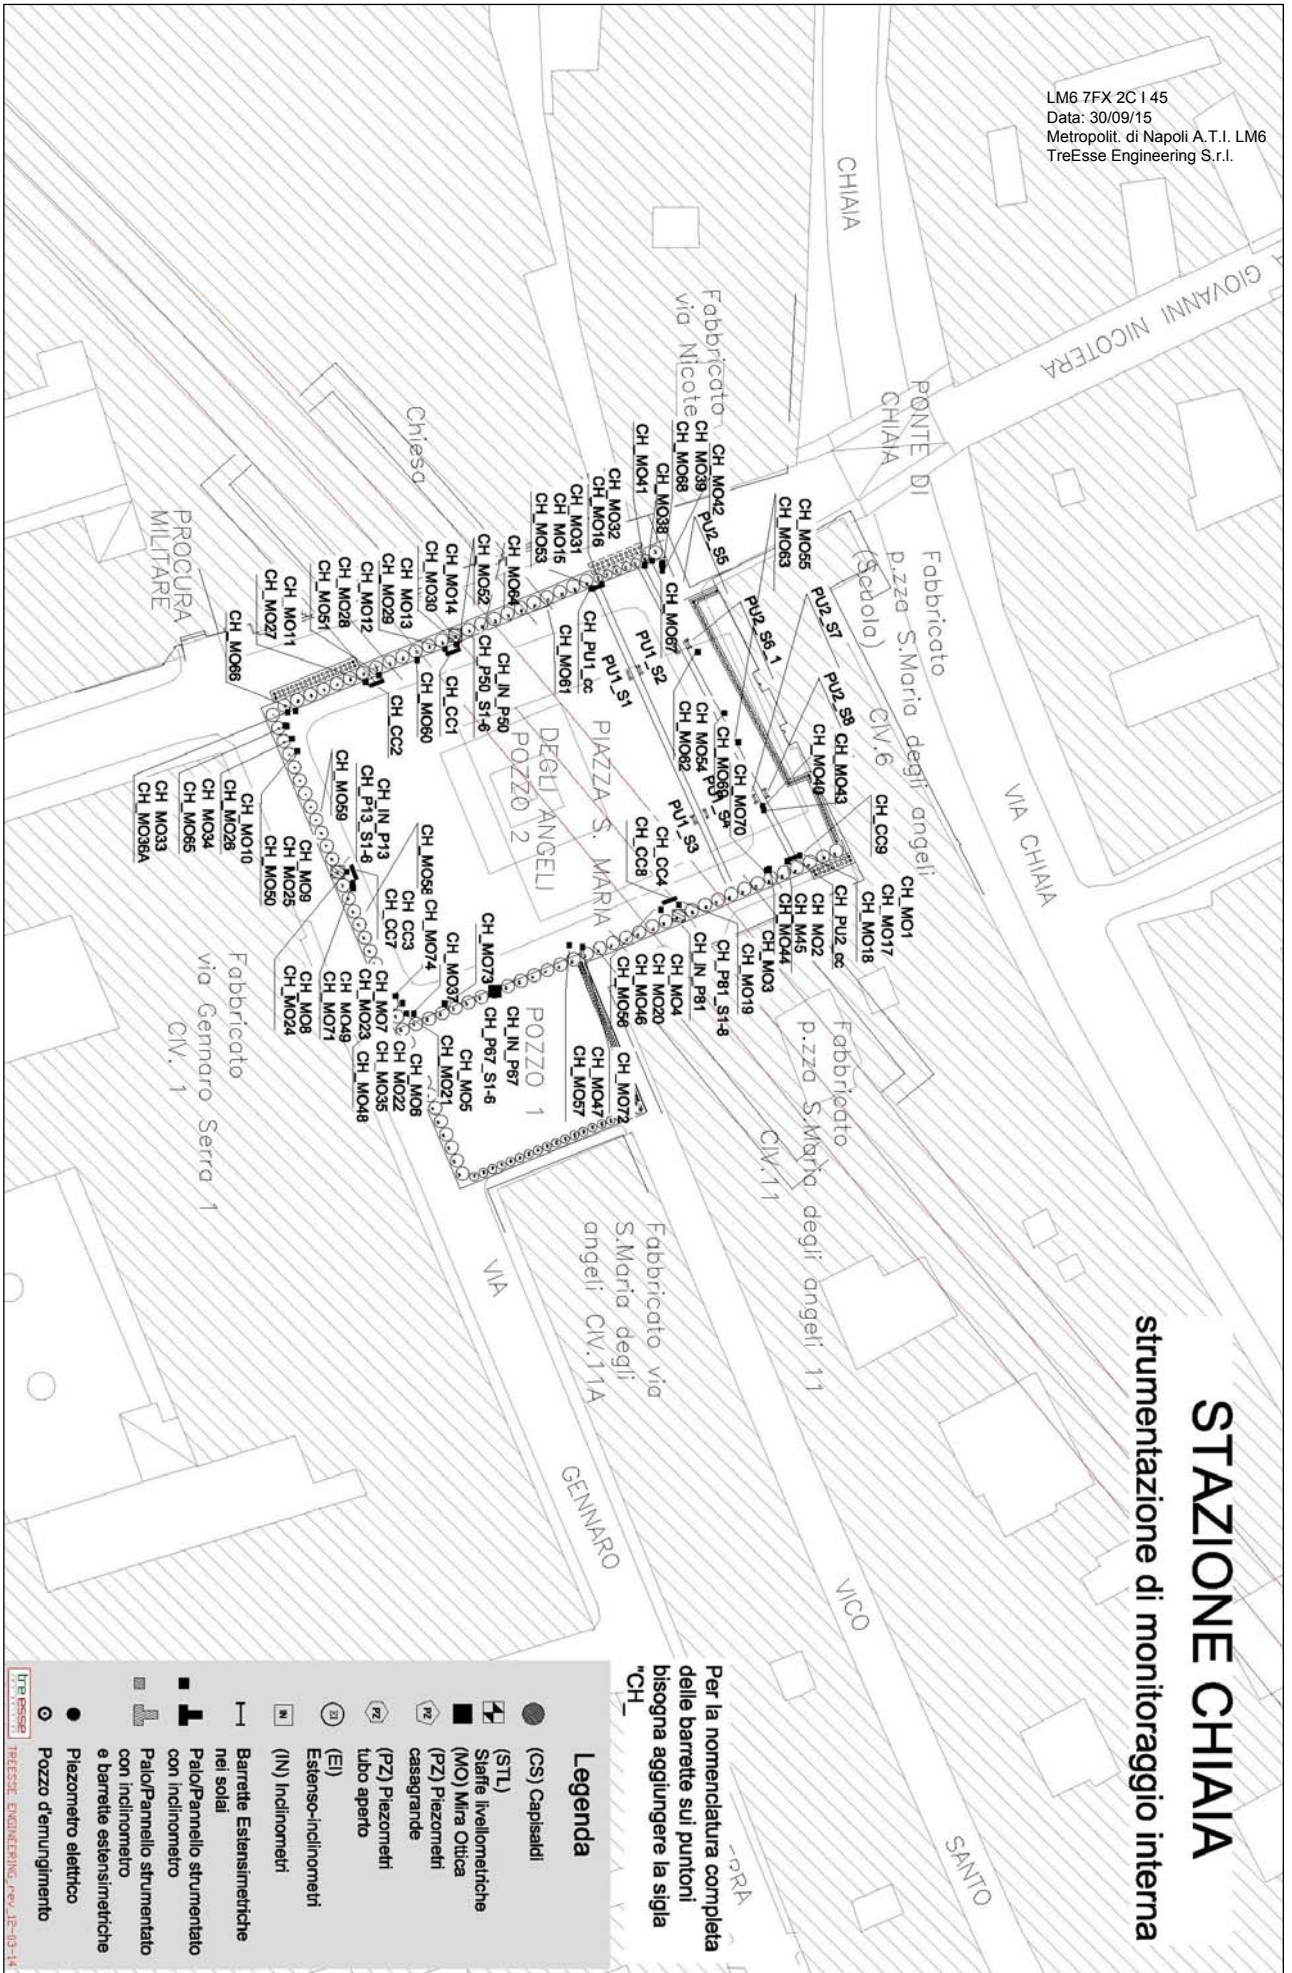 LM6 7FX 2C I 45
Data: 30/09/15
Metropolit. di Napoli A.T.I. LM6
TreEsse Engineering S.r.l.
STAZIONE CHIAIA
strumentazione di monitoraggio interna
GIOVANNI NICOTERA
CHIAIA
PONTE DI
CHIAIA
VIA CHIAIA
Fabbricato
via Nicote
Fabbricato
p.zza S.Maria degli angeli
(Scuola) CIV.6
Chiesa
PROCURA
MILITARE
PIAZZA S. MARIA
DEGLI ANGELI
POZZO 2
POZZO 1
Fabbricato
p.zza S.Maria degli angeli 11
CIV.11
Fabbricato via
S.Maria degli
angeli CIV.11A
Fabbricato
via Gennaro Serra 1
CIV. 1
VIA
GENNARO
VICO
SANTO
CH_MO42
CH_MO39
CH_MO68
CH_MO38
CH_MO41
CH_MO32
CH_MO16
CH_MO31
CH_MO15
CH_MO53
CH_MO64
CH_MO52
CH_MO14
CH_MO30
CH_MO13
CH_MO29
CH_MO12
CH_MO28
CH_MO51
CH_MO11
CH_MO27
CH_MO66
CH_MO55
CH_MO63
PU2_S5
PU2_S6_1
PU2_S7
PU2_S8
CH_MO67
PU1_S2
PU1_S1
CH_PU1_cc
CH_MO61
CH_IN_P50
CH_P50_S1-6
CH_CC1
CH_MO60
CH_CC2
CH_MO54
CH_MO62
CH_MO69
CH_MO70
PU1_S4
PU1_S3
CH_MO43
CH_MO40
CH_CC9
CH_CC4
CH_CC8
CH_MO1
CH_MO17
CH_MO18
CH_PU2_cc
CH_MO2
CH_M45
CH_MO44
CH_MO3
CH_MO19
CH_P81_S1-8
CH_IN_P81
CH_MO4
CH_MO20
CH_MO46
CH_MO56
CH_MO72
CH_MO47
CH_MO57
CH_MO59
CH_IN_P13
CH_P13_S1-6
CH_MO58
CH_CC3
CH_CC7
CH_MO74
CH_MO37
CH_MO73
CH_IN_P67
CH_P67_S1-6
CH_MO5
CH_MO21
CH_MO6
CH_MO22
CH_MO35
CH_MO48
CH_MO7
CH_MO23
CH_MO49
CH_MO71
CH_MO8
CH_MO24
CH_MO9
CH_MO25
CH_MO50
CH_MO10
CH_MO26
CH_MO34
CH_MO65
CH_MO33
CH_MO36A
Per la nomenclatura completa
delle barrette sui puntoni
bisogna aggiungere la sigla
"CH_
Legenda
(CS) Capisaldi
(STL)
Staffe livellometriche
(MO) Mira Ottica
PZ
(PZ) Piezometri
casagrande
PZ
(PZ) Piezometri
tubo aperto
EI
(EI)
Estenso-inclinometri
IN
(IN) Inclinometri
Barrette Estensimetriche
nei solai
Palo/Pannello strumentato
con inclinometro
Palo/Pannello strumentato
con inclinometro
e barrette estensimetriche
Piezometro elettrico
Pozzo d'emungimento
tre esse
TREESSE ENGINEERING_rev_12-03-14